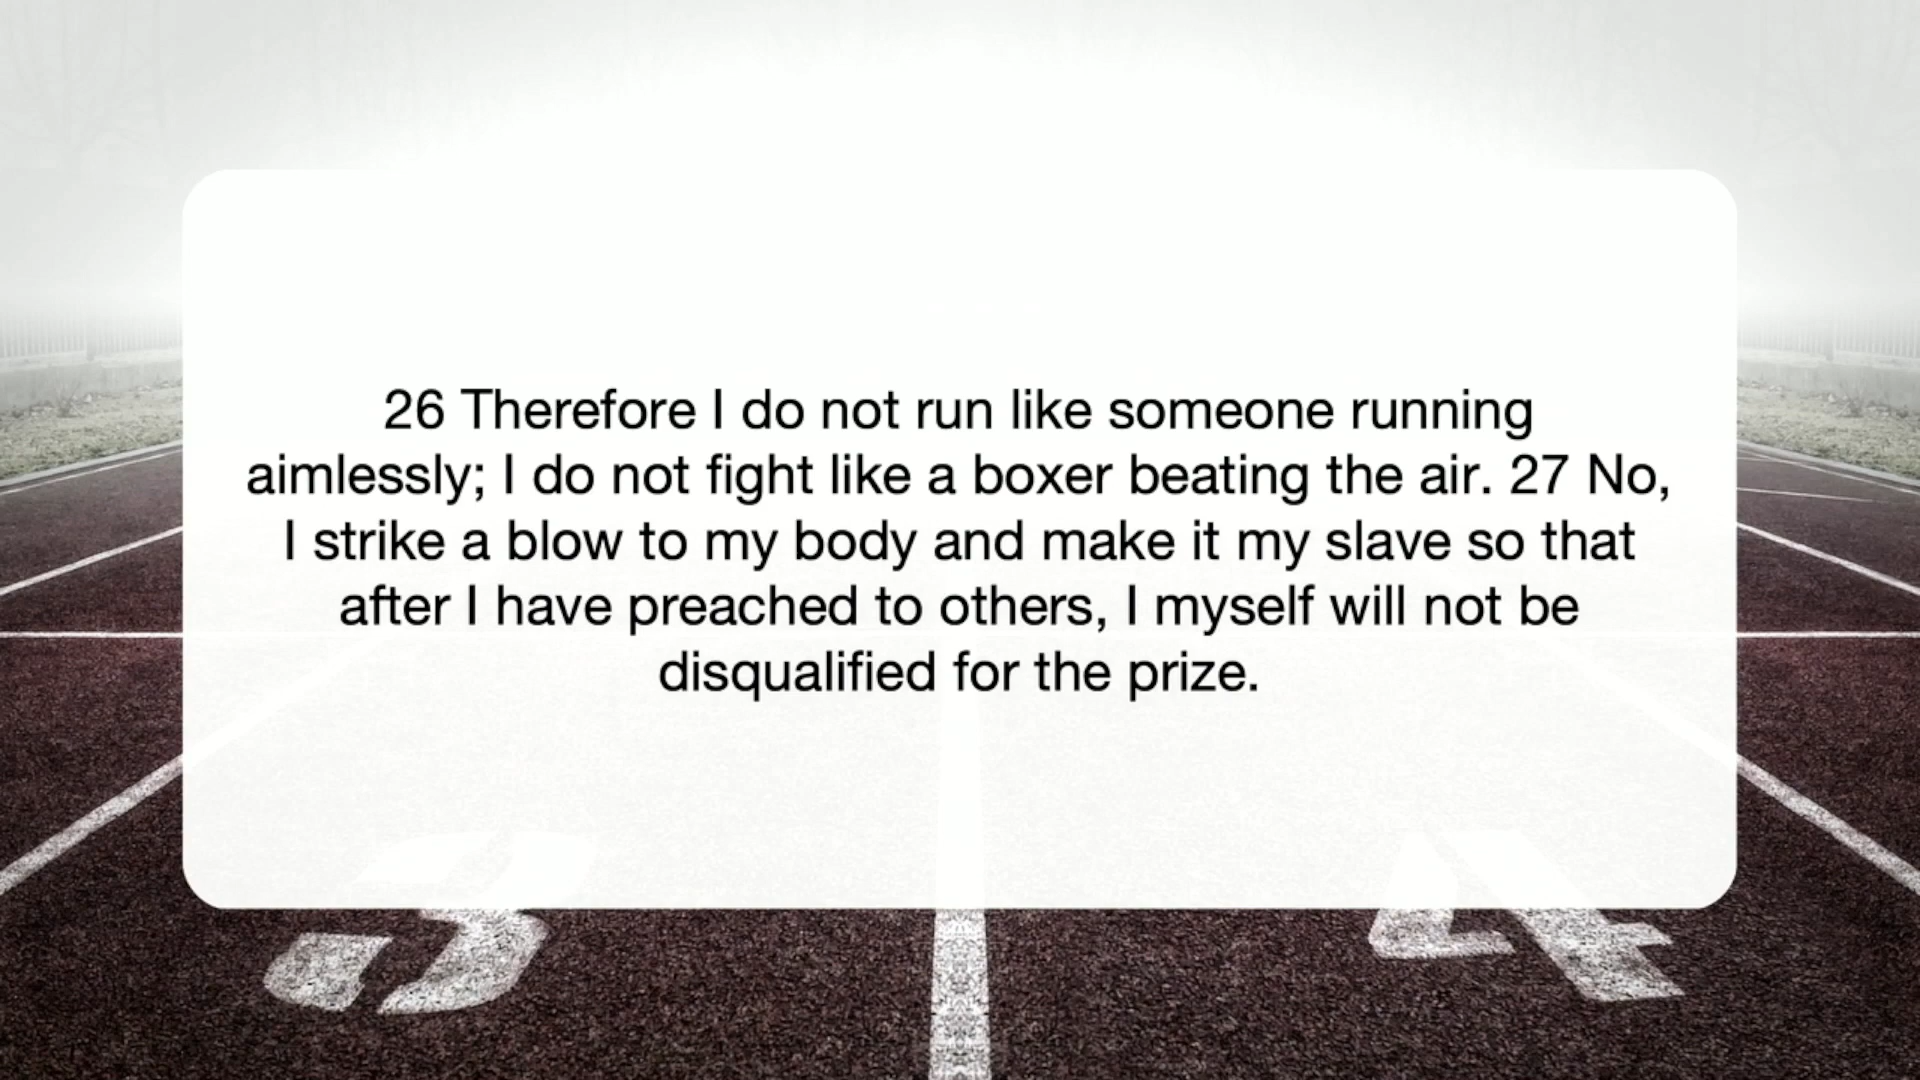 26 Therefore I do not run like someone running
aimlessly; I do not fight like a boxer beating the air. 27 No,
I strike a blow to my body and make it my slave so that
after I have preached to others, I myself will not be
disqualified for the prize.
3 4